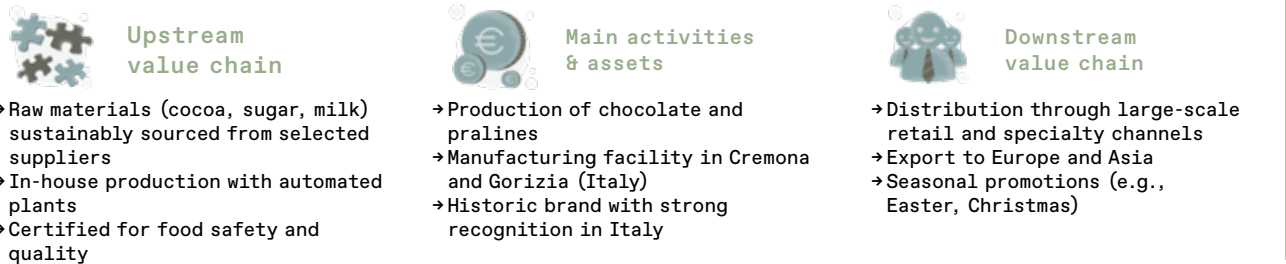 Upstream
value chain
→Raw materials (cocoa, sugar, milk)
sustainably sourced from selected
suppliers
→In-house production with automated
plants
→Certified for food safety and
quality
Main activities
& assets
→Production of chocolate and
pralines
→Manufacturing facility in Cremona
and Gorizia (Italy)
→Historic brand with strong
recognition in Italy
Downstream
value chain
→Distribution through large-scale
retail and specialty channels
→Export to Europe and Asia
→Seasonal promotions (e.g.,
Easter, Christmas)